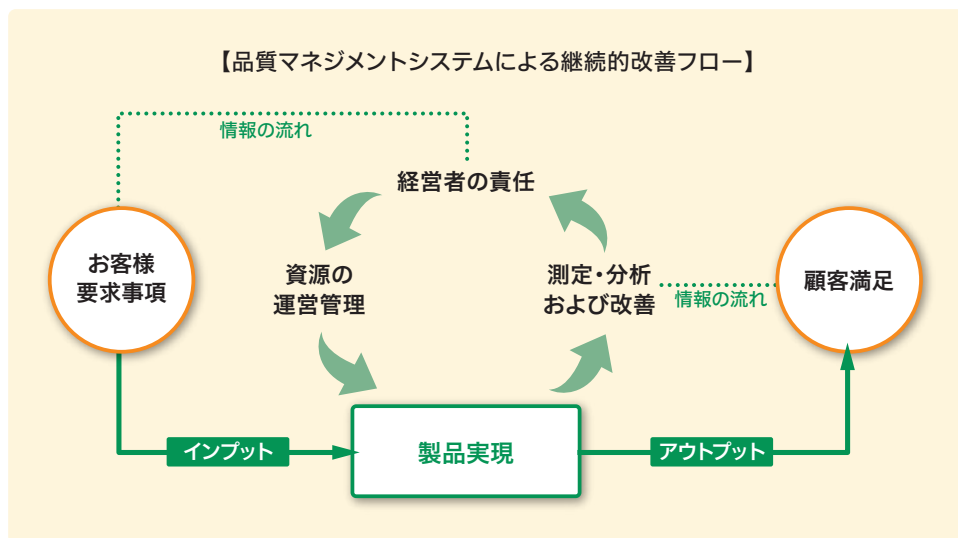 【品質マネジメントシステムによる継続的改善フロー】
情報の流れ
経営者の責任
お客様
要求事項
資源の
運営管理
測定・分析
および改善
情報の流れ
顧客満足
インプット
製品実現
アウトプット